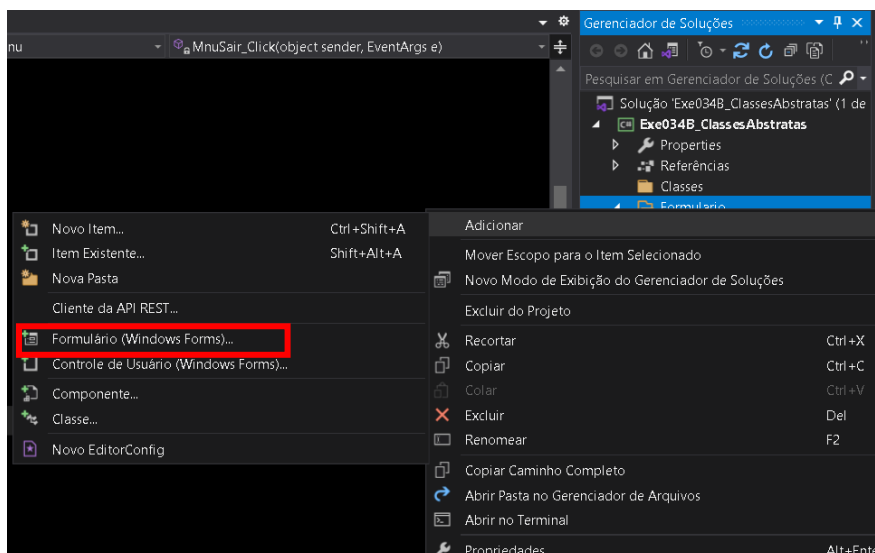 Gerenciador de Soluções
nu
MnuSair_Click(object sender, EventArgs e)
Pesquisar em Gerenciador de Soluções (C
Solução 'Exe034B_ClassesAbstratas' (1 de
C# Exe034B_ClassesAbstratas
Properties
Referências
Classes
Formulario
Novo Item... Ctrl+Shift+A
Item Existente... Shift+Alt+A
Nova Pasta
Cliente da API REST...
Formulário (Windows Forms)...
Controle de Usuário (Windows Forms)...
Componente...
Classe...
Novo EditorConfig
Adicionar
Mover Escopo para o Item Selecionado
Novo Modo de Exibição do Gerenciador de Soluções
Excluir do Projeto
Recortar Ctrl+X
Copiar Ctrl+C
Colar Ctrl+V
Excluir Del
Renomear F2
Copiar Caminho Completo
Abrir Pasta no Gerenciador de Arquivos
Abrir no Terminal
Propriedades Alt+Ente